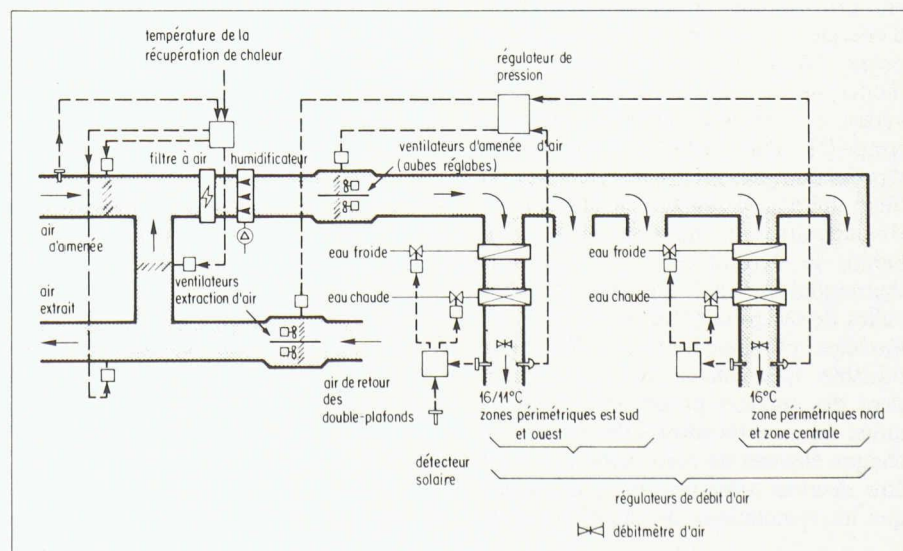 température de la
récupération de chaleur
régulateur de
pression
filtre à air
humidificateur
ventilateurs d'amenée d'air
(aubes réglabes)
air
d'amenée
eau froide
eau froide
ventilateurs
extraction d'air
eau chaude
eau chaude
air
extrait
air de retour
des
double-plafonds
16/11°C
zones périmétriques est sud
et ouest
16°C
zone périmétriques nord
et zone centrale
détecteur
solaire
régulateurs de débit d'air
débitmètre d'air